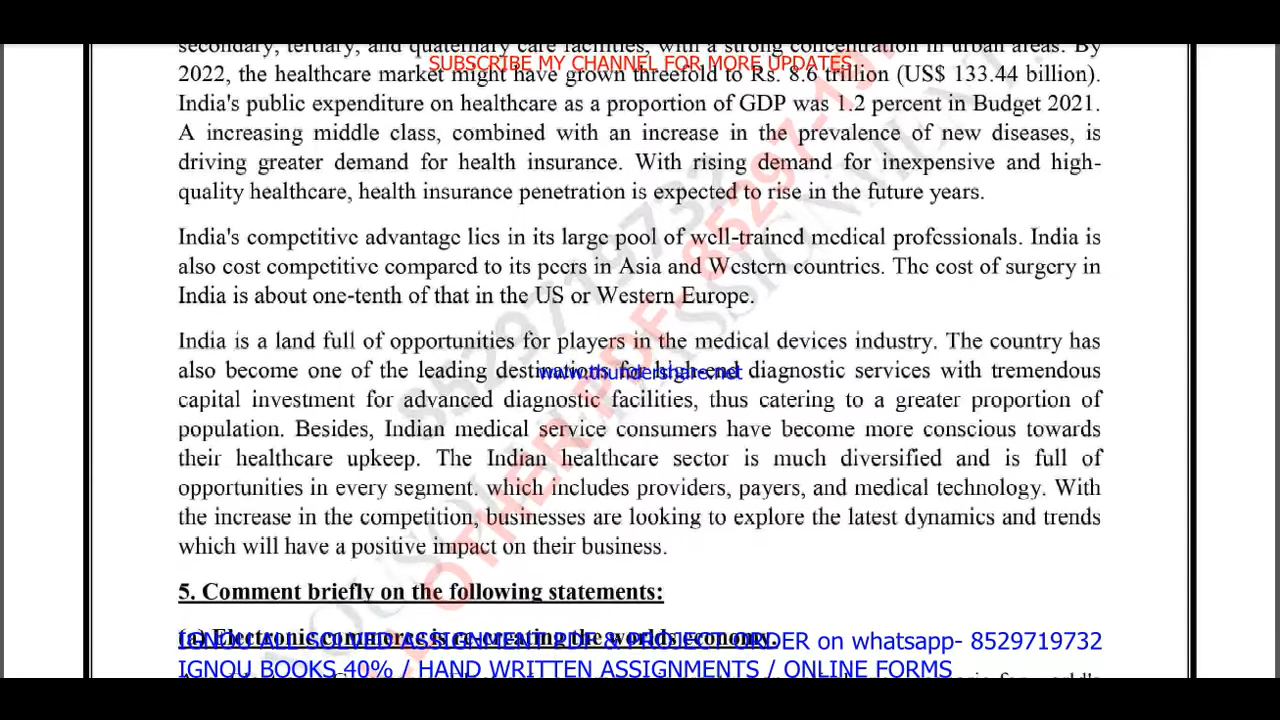 secondary, tertiary, and quaternary care facilities, with a strong concentration in urban areas. By
SUBSCRIBE MY CHANNEL FOR MORE UPDATES
2022, the healthcare market might have grown threefold to Rs. 8.6 trillion (US$ 133.44 billion).
India's public expenditure on healthcare as a proportion of GDP was 1.2 percent in Budget 2021.
A increasing middle class, combined with an increase in the prevalence of new diseases, is
driving greater demand for health insurance. With rising demand for inexpensive and high-
quality healthcare, health insurance penetration is expected to rise in the future years.
India's competitive advantage lies in its large pool of well-trained medical professionals. India is
also cost competitive compared to its peers in Asia and Western countries. The cost of surgery in
India is about one-tenth of that in the US or Western Europe.
India is a land full of opportunities for players in the medical devices industry. The country has
also become one of the leading destinations for high-end diagnostic services with tremendous
www.thundershare.net
capital investment for advanced diagnostic facilities, thus catering to a greater proportion of
population. Besides, Indian medical service consumers have become more conscious towards
their healthcare upkeep. The Indian healthcare sector is much diversified and is full of
opportunities in every segment. which includes providers, payers, and medical technology. With
the increase in the competition, businesses are looking to explore the latest dynamics and trends
which will have a positive impact on their business.
5. Comment briefly on the following statements:
(a) Electronic commerce is re-creating the worlds economy.
IGNOU ALL SOLVED ASSIGNMENT PDF & PROJECT ORDER on whatsapp- 8529719732
IGNOU BOOKS 40% / HAND WRITTEN ASSIGNMENTS / ONLINE FORMS
8529719732